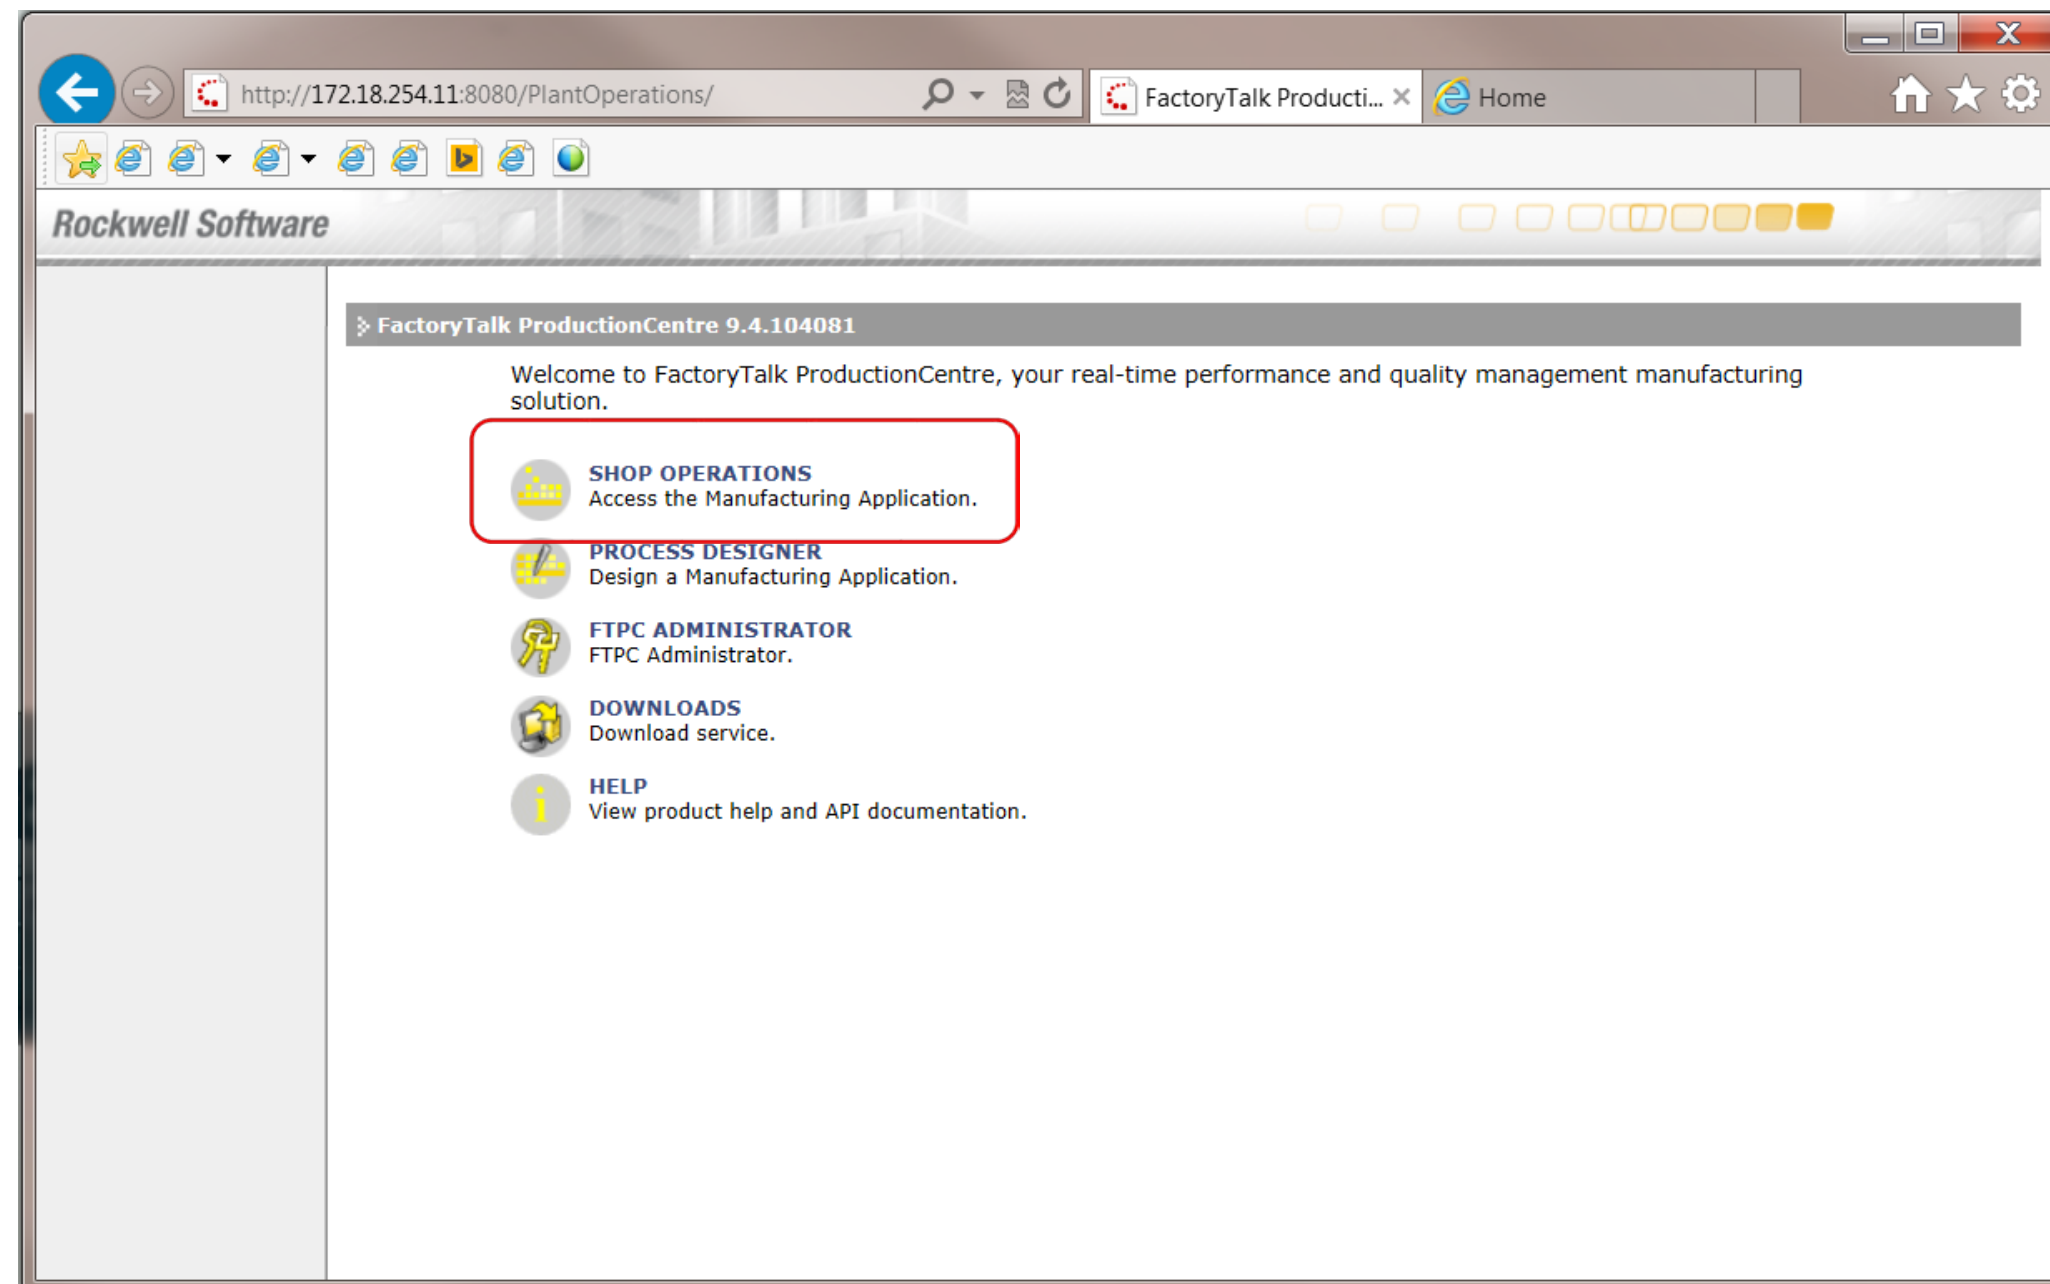 http://172.18.254.11:8080/PlantOperations/
FactoryTalk Producti...
Home
Rockwell Software
FactoryTalk ProductionCentre 9.4.104081
Welcome to FactoryTalk ProductionCentre, your real-time performance and quality management manufacturing
solution.
SHOP OPERATIONS
Access the Manufacturing Application.
PROCESS DESIGNER
Design a Manufacturing Application.
FTPC ADMINISTRATOR
FTPC Administrator.
DOWNLOADS
Download service.
HELP
View product help and API documentation.